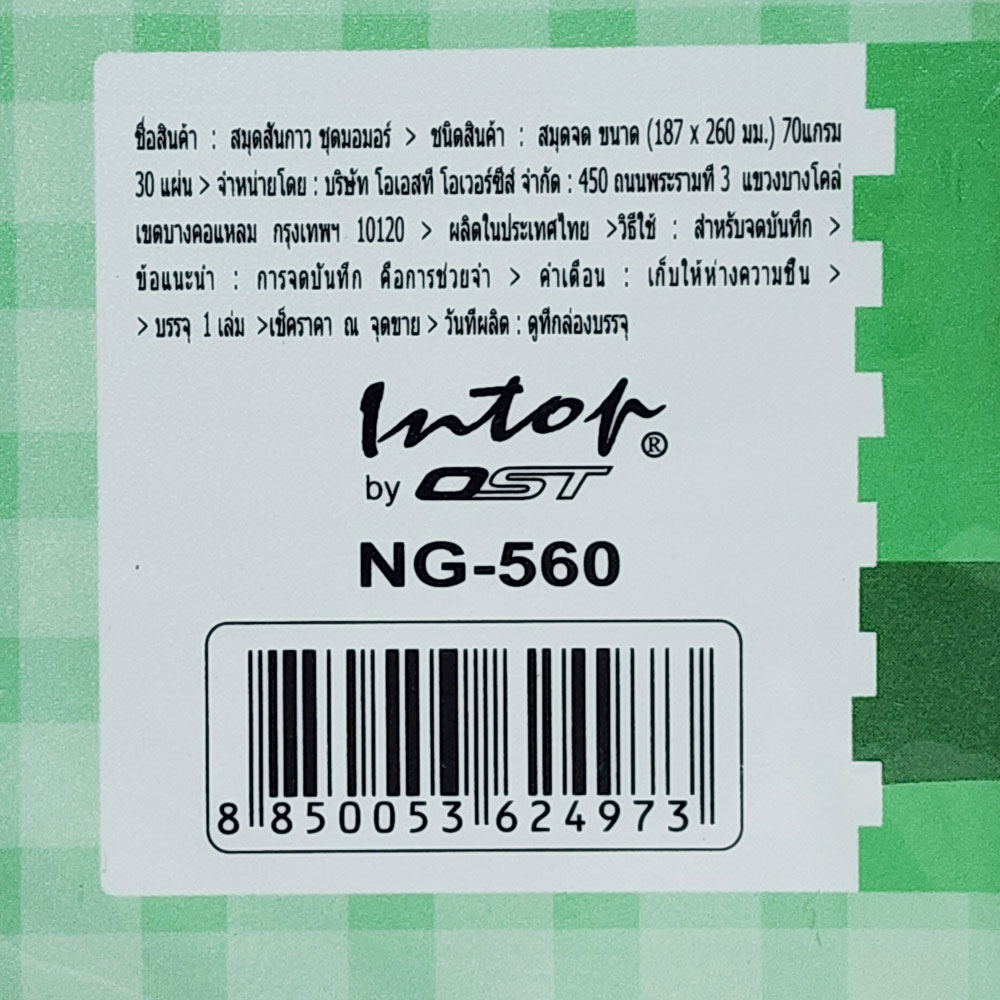 ชื่อสินค้า : สมุดสันกาว ชุดมอมอร์ > ชนิดสินค้า : สมุดจด ขนาด (187 x 260 มม.) 70แกรม
30 แผ่น > จำหน่ายโดย : บริษัท โอเอสที โอเวอร์ซีส์ จำกัด : 450 ถนนพระรามที่ 3 แขวงบางโคล่
เขตบางคอแหลม กรุงเทพฯ 10120 > ผลิตในประเทศไทย >วิธีใช้ : สำหรับจดบันทึก >
ข้อแนะนำ : การจดบันทึก คือการช่วยจำ > คำเตือน : เก็บให้ห่างความชื้น >
> บรรจุ 1 เล่ม >เช็คราคา ณ จุดขาย > วันที่ผลิต : ดูที่กล่องบรรจุ
Intop®
by OST
NG-560
8 850053 624973